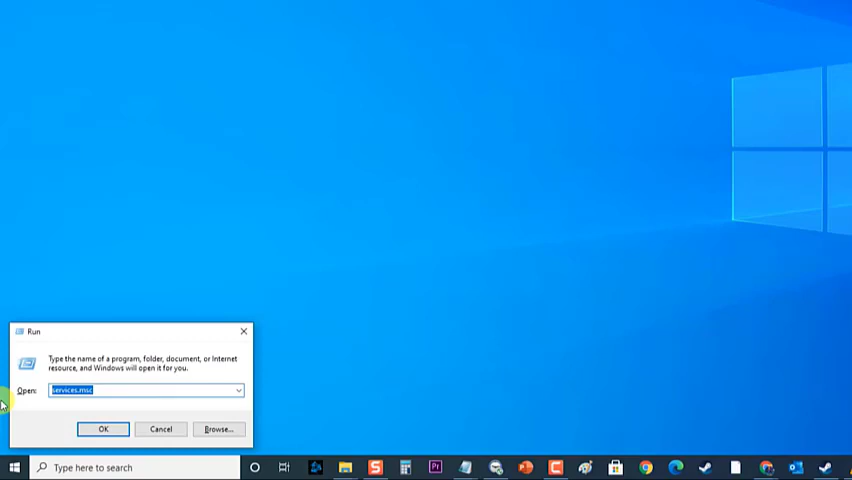 Run
Type the name of a program, folder, document, or Internet
resource, and Windows will open it for you.
Open: services.msc
OK Cancel Browse...
Type here to search
S Pr